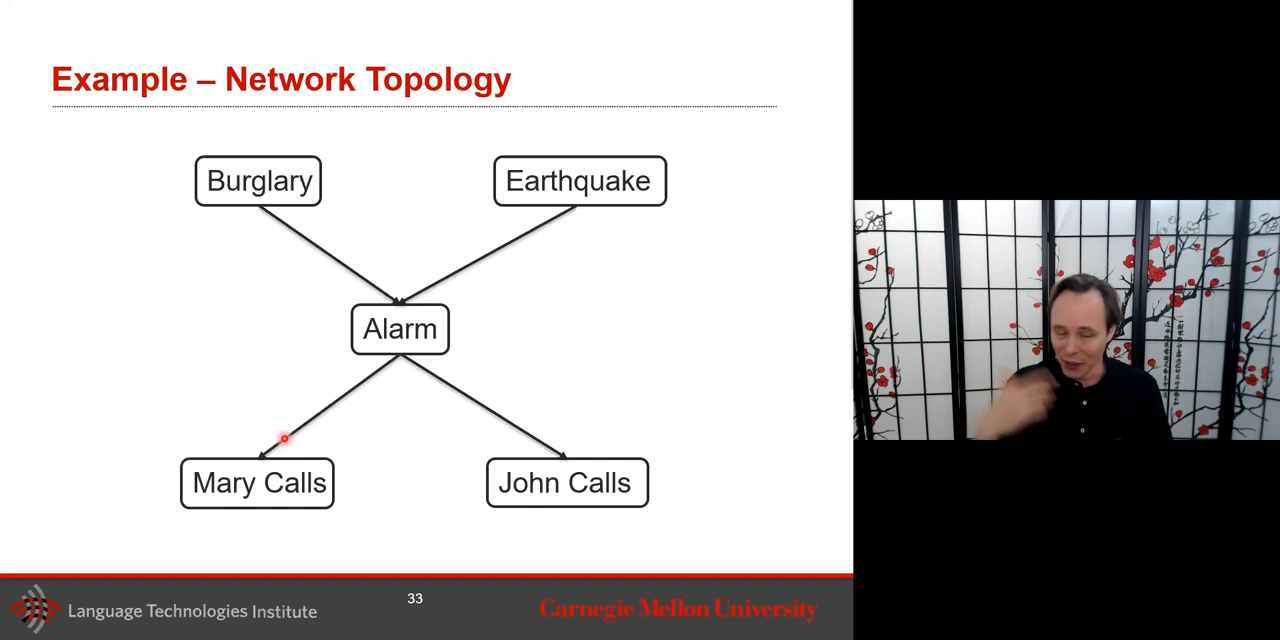 Example – Network Topology
Burglary
Earthquake
Alarm
Mary Calls
John Calls
Language Technologies Institute
33
Carnegie Mellon University